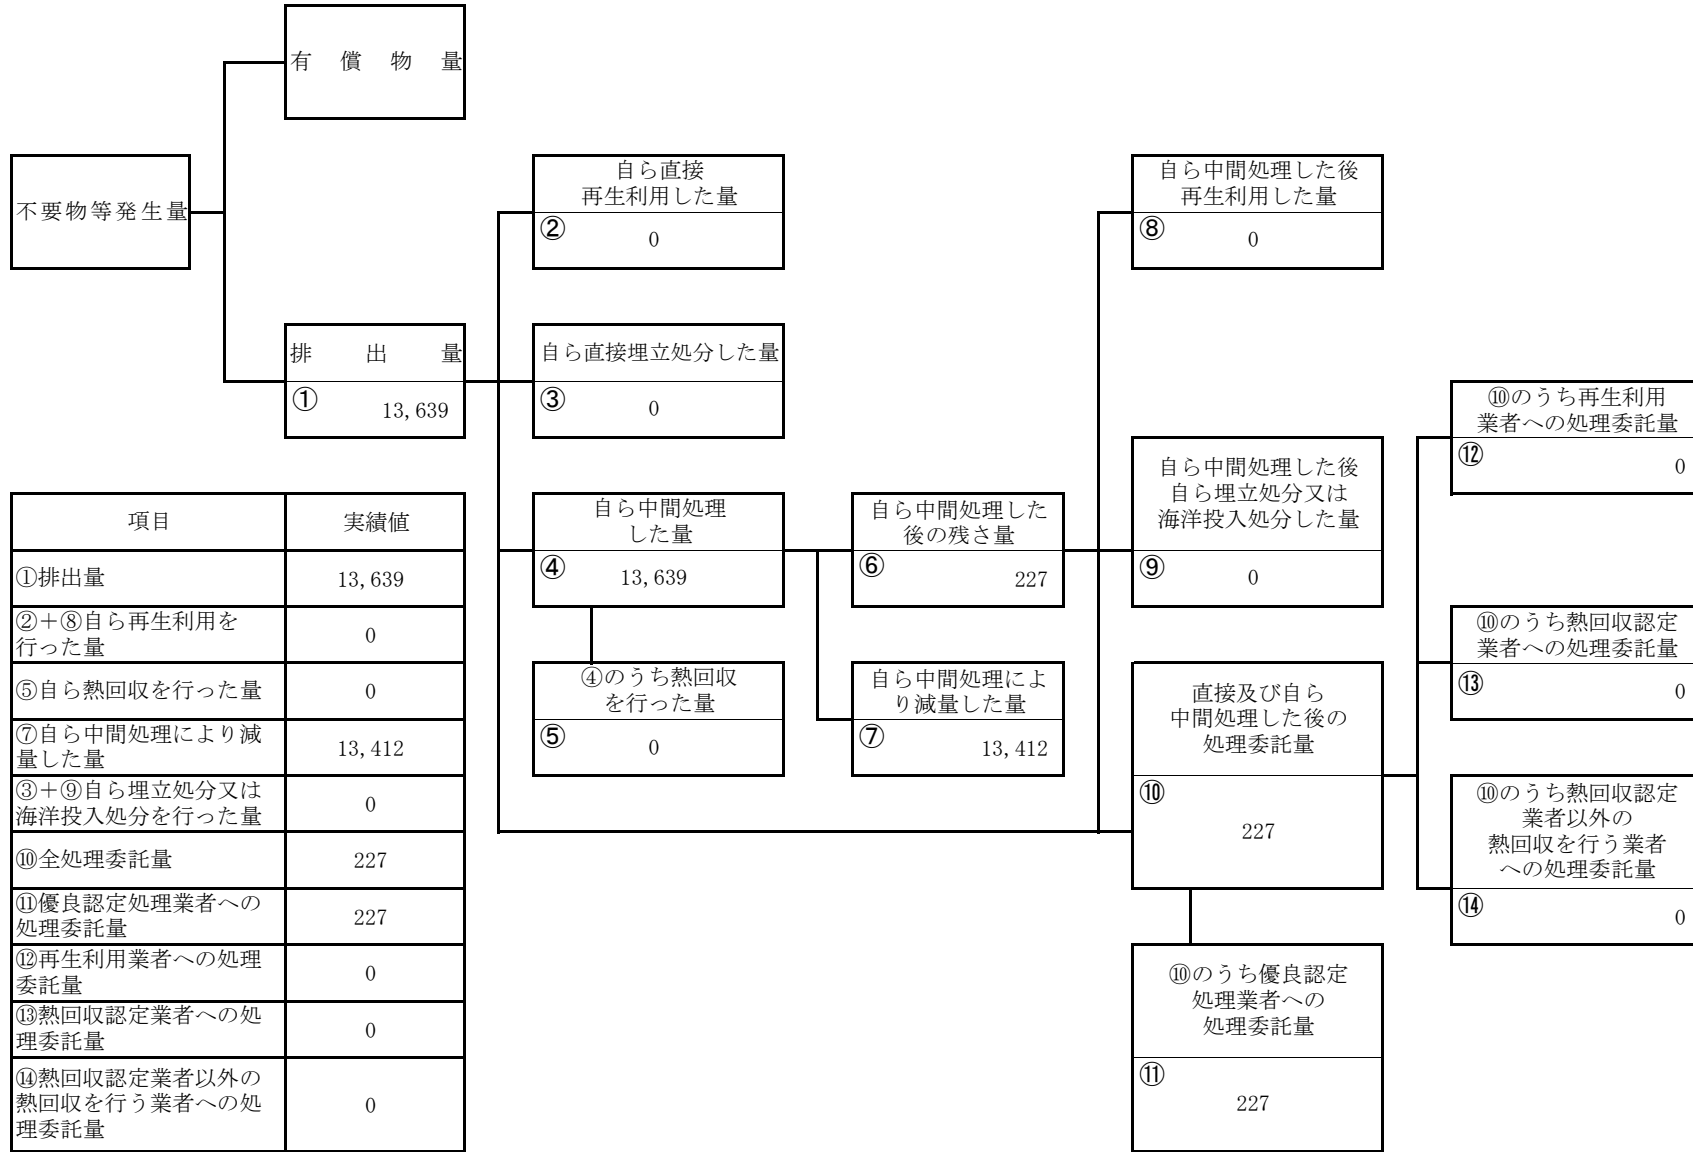 有償物量
不要物等発生量
自ら直接
再生利用した量
②
0
自ら中間処理した後
再生利用した量
⑧
0
排出量
①
13,639
自ら直接埋立処分した量
③
0
自ら中間処理
した量
④
13,639
自ら中間処理した
後の残さ量
⑥
227
自ら中間処理した後
自ら埋立処分又は
海洋投入処分した量
⑨
0
⑩のうち再生利用
業者への処理委託量
⑫
0
④のうち熱回収
を行った量
⑤
0
自ら中間処理によ
り減量した量
⑦
13,412
直接及び自ら
中間処理した後の
処理委託量
⑩
227
⑩のうち熱回収認定
業者への処理委託量
⑬
0
⑩のうち熱回収認定
業者以外の
熱回収を行う業者
への処理委託量
⑭
0
⑩のうち優良認定
処理業者への
処理委託量
⑪
227
項目 実績値
①排出量 13,639
②＋⑧自ら再生利用を
行った量 0
⑤自ら熱回収を行った量 0
⑦自ら中間処理により減
量した量 13,412
③＋⑨自ら埋立処分又は
海洋投入処分を行った量 0
⑩全処理委託量 227
⑪優良認定処理業者への
処理委託量 227
⑫再生利用業者への処理
委託量 0
⑬熱回収認定業者への処
理委託量 0
⑭熱回収認定業者以外の
熱回収を行う業者への処
理委託量 0